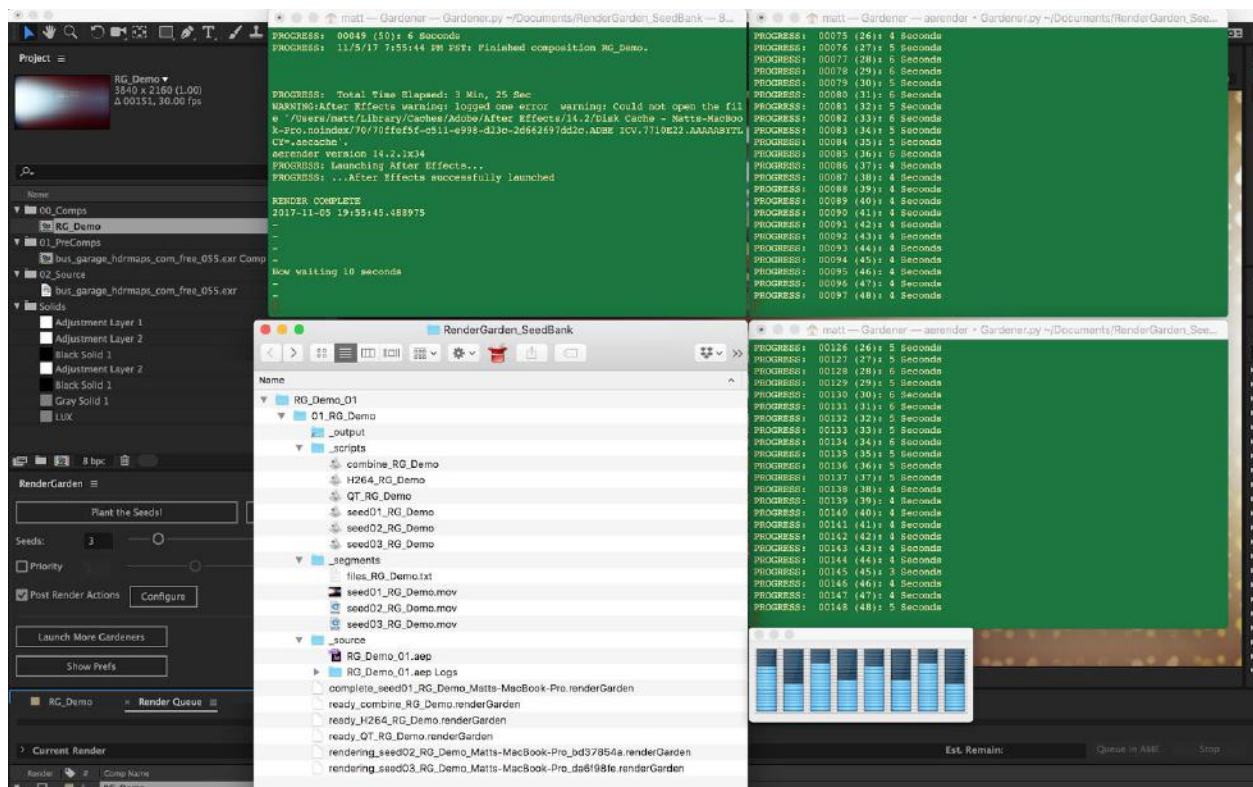 Project
RG_Demo
3840 x 2160 (1.00)
Δ 00151, 30.00 fps
Name
00_Comps
RG_Demo
01_PreComps
bus_garage_hdrmaps_com_free_055.exr Comp
02_Source
bus_garage_hdrmaps_com_free_055.exr
Solids
Adjustment Layer 1
Adjustment Layer 2
Black Solid 1
Adjustment Layer 2
Black Solid 1
Gray Solid 1
LUX
8 bpc
RenderGarden
Plant the Seeds!
Seeds: 3
Priority
Post Render Actions Configure
Launch More Gardeners
Show Prefs
RG_Demo × Render Queue
Current Render
Est. Remain: Queue in AME Stop
Render # Comp Name
RG_Demo
matt — Gardener — Gardener.py ~/Documents/RenderGarden_SeedBank — 8...
PROGRESS: 00049 (50): 6 Seconds
PROGRESS: 11/5/17 7:55:44 PM PST: Finished composition RG_Demo.
PROGRESS: Total Time Elapsed: 3 Min, 25 Sec
WARNING:After Effects warning: logged one error warning: Could not open the fil
e '/Users/matt/Library/Caches/Adobe/After Effects/14.2/Disk Cache - Matts-MacBoo
k-Pro.noindex/70/70ffef5f-c511-e998-d23c-2d662697dd2c.ADBE ICV.7710E22.AAAAABYTL
CY=.aecache'.
aerender version 14.2.1x34
PROGRESS: Launching After Effects...
PROGRESS: ...After Effects successfully launched
RENDER COMPLETE
2017-11-05 19:55:45.488975
-
-
-
-
Now waiting 10 seconds
-
-
matt — Gardener — aerender • Gardener.py ~/Documents/RenderGarden_See...
PROGRESS: 00075 (26): 4 Seconds
PROGRESS: 00076 (27): 5 Seconds
PROGRESS: 00077 (28): 6 Seconds
PROGRESS: 00078 (29): 6 Seconds
PROGRESS: 00079 (30): 5 Seconds
PROGRESS: 00080 (31): 6 Seconds
PROGRESS: 00081 (32): 5 Seconds
PROGRESS: 00082 (33): 6 Seconds
PROGRESS: 00083 (34): 5 Seconds
PROGRESS: 00084 (35): 5 Seconds
PROGRESS: 00085 (36): 6 Seconds
PROGRESS: 00086 (37): 4 Seconds
PROGRESS: 00087 (38): 4 Seconds
PROGRESS: 00088 (39): 4 Seconds
PROGRESS: 00089 (40): 4 Seconds
PROGRESS: 00090 (41): 4 Seconds
PROGRESS: 00091 (42): 4 Seconds
PROGRESS: 00092 (43): 4 Seconds
PROGRESS: 00093 (44): 4 Seconds
PROGRESS: 00094 (45): 4 Seconds
PROGRESS: 00095 (46): 4 Seconds
PROGRESS: 00096 (47): 4 Seconds
PROGRESS: 00097 (48): 4 Seconds
RenderGarden_SeedBank
Name
RG_Demo_01
01_RG_Demo
_output
_scripts
combine_RG_Demo
H264_RG_Demo
QT_RG_Demo
seed01_RG_Demo
seed02_RG_Demo
seed03_RG_Demo
_segments
files_RG_Demo.txt
seed01_RG_Demo.mov
seed02_RG_Demo.mov
seed03_RG_Demo.mov
_source
RG_Demo_01.aep
RG_Demo_01.aep Logs
complete_seed01_RG_Demo_Matts-MacBook-Pro.renderGarden
ready_combine_RG_Demo.renderGarden
ready_H264_RG_Demo.renderGarden
ready_QT_RG_Demo.renderGarden
rendering_seed02_RG_Demo_Matts-MacBook-Pro_bd37854a.renderGarden
rendering_seed03_RG_Demo_Matts-MacBook-Pro_da6f98fe.renderGarden
matt — Gardener — aerender • Gardener.py ~/Documents/RenderGarden_See...
PROGRESS: 00126 (26): 5 Seconds
PROGRESS: 00127 (27): 5 Seconds
PROGRESS: 00128 (28): 6 Seconds
PROGRESS: 00129 (29): 5 Seconds
PROGRESS: 00130 (30): 6 Seconds
PROGRESS: 00131 (31): 6 Seconds
PROGRESS: 00132 (32): 5 Seconds
PROGRESS: 00133 (33): 5 Seconds
PROGRESS: 00134 (34): 6 Seconds
PROGRESS: 00135 (35): 5 Seconds
PROGRESS: 00136 (36): 5 Seconds
PROGRESS: 00137 (37): 5 Seconds
PROGRESS: 00138 (38): 4 Seconds
PROGRESS: 00139 (39): 4 Seconds
PROGRESS: 00140 (40): 4 Seconds
PROGRESS: 00141 (41): 4 Seconds
PROGRESS: 00142 (42): 4 Seconds
PROGRESS: 00143 (43): 4 Seconds
PROGRESS: 00144 (44): 4 Seconds
PROGRESS: 00145 (45): 3 Seconds
PROGRESS: 00146 (46): 4 Seconds
PROGRESS: 00147 (47): 4 Seconds
PROGRESS: 00148 (48): 5 Seconds